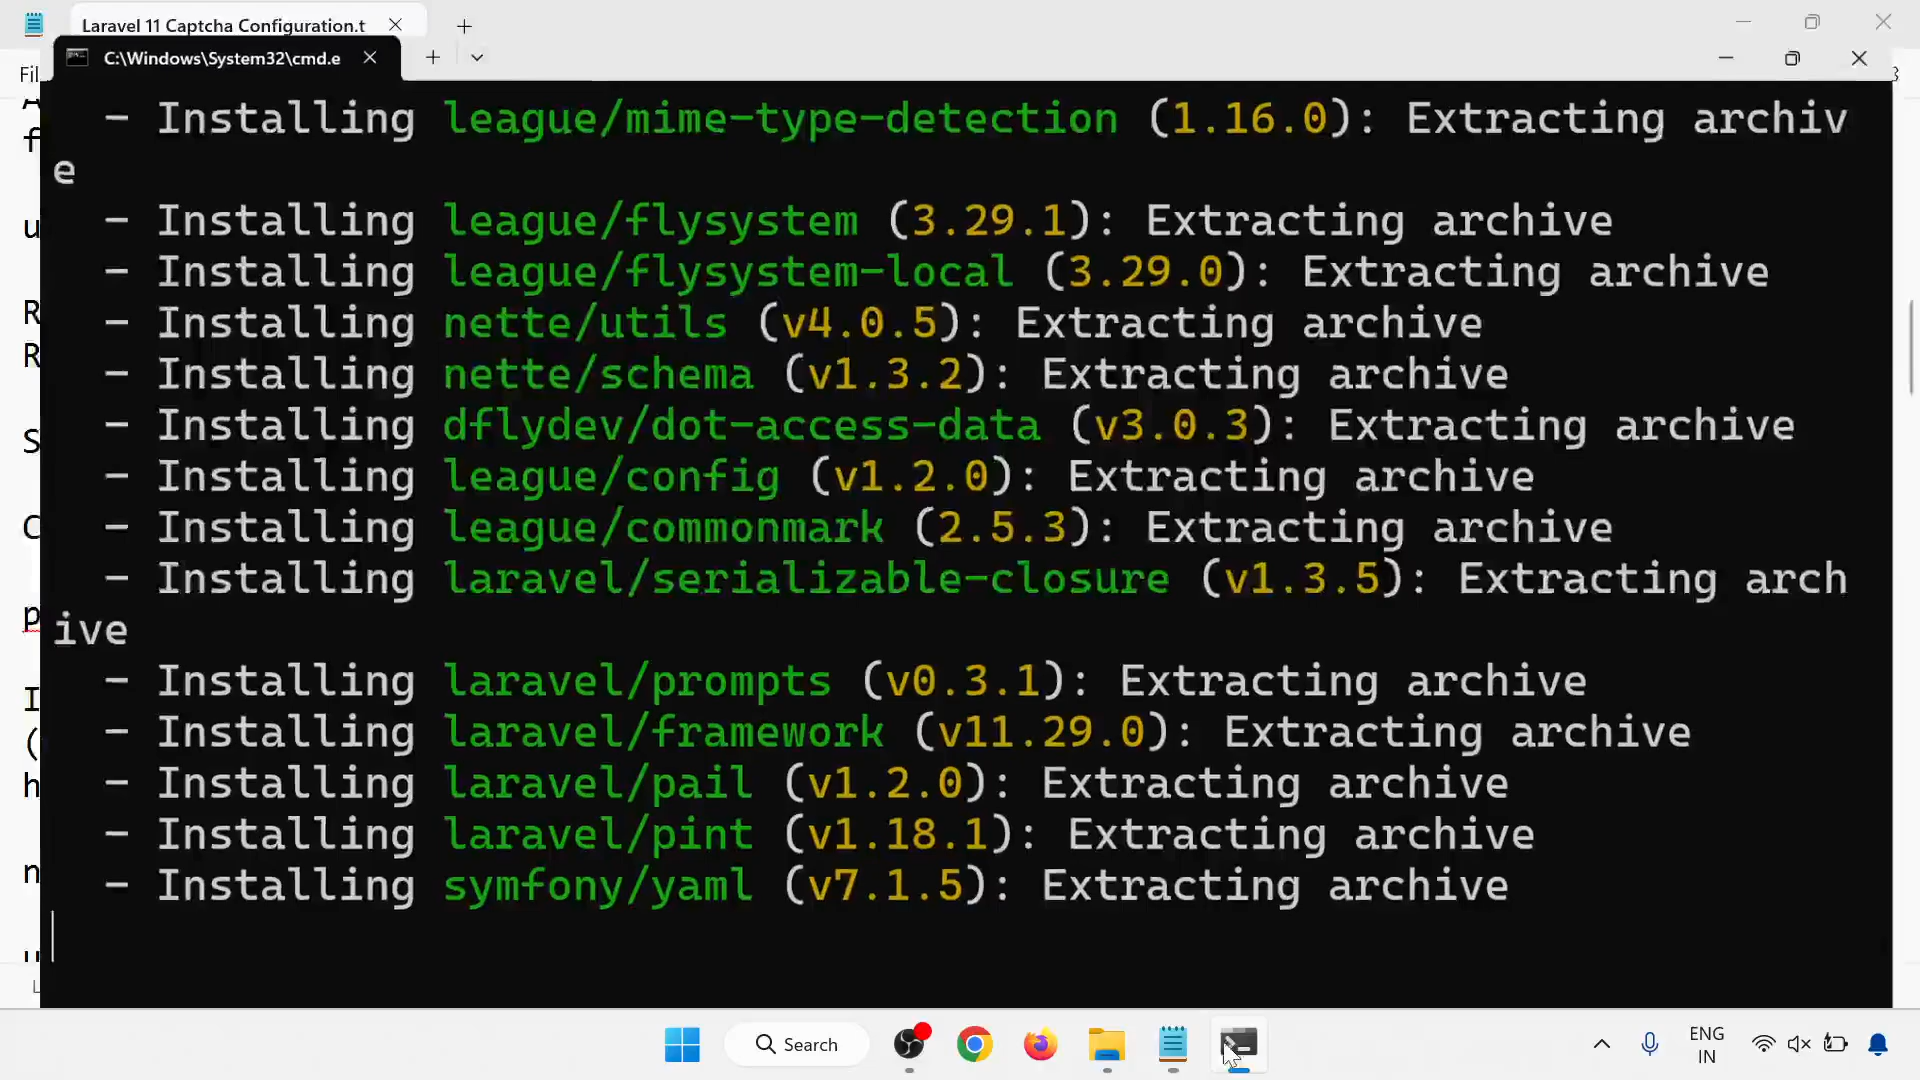 Laravel 11 Captcha Configuration.t
C:\Windows\System32\cmd.e
Fil
- Installing league/mime-type-detection (1.16.0): Extracting archiv
e
- Installing league/flysystem (3.29.1): Extracting archive
- Installing league/flysystem-local (3.29.0): Extracting archive
- Installing nette/utils (v4.0.5): Extracting archive
- Installing nette/schema (v1.3.2): Extracting archive
- Installing dflydev/dot-access-data (v3.0.3): Extracting archive
- Installing league/config (v1.2.0): Extracting archive
- Installing league/commonmark (2.5.3): Extracting archive
- Installing laravel/serializable-closure (v1.3.5): Extracting arch
ive
- Installing laravel/prompts (v0.3.1): Extracting archive
- Installing laravel/framework (v11.29.0): Extracting archive
- Installing laravel/pail (v1.2.0): Extracting archive
- Installing laravel/pint (v1.18.1): Extracting archive
- Installing symfony/yaml (v7.1.5): Extracting archive
Search
ENG
IN